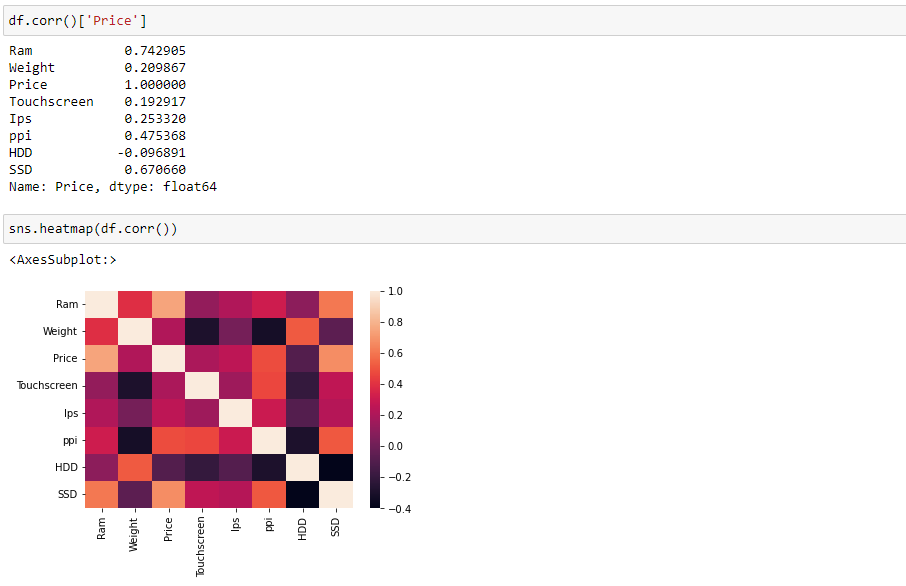 df.corr()['Price']
Ram 0.742905
Weight 0.209867
Price 1.000000
Touchscreen 0.192917
Ips 0.253320
ppi 0.475368
HDD -0.096891
SSD 0.670660
Name: Price, dtype: float64
sns.heatmap(df.corr())
<AxesSubplot:>
Ram
Weight
Price
Touchscreen
Ips
ppi
HDD
SSD
Ram
Weight
Price
Touchscreen
Ips
ppi
HDD
SSD
1.0
0.8
0.6
0.4
0.2
0.0
−0.2
−0.4